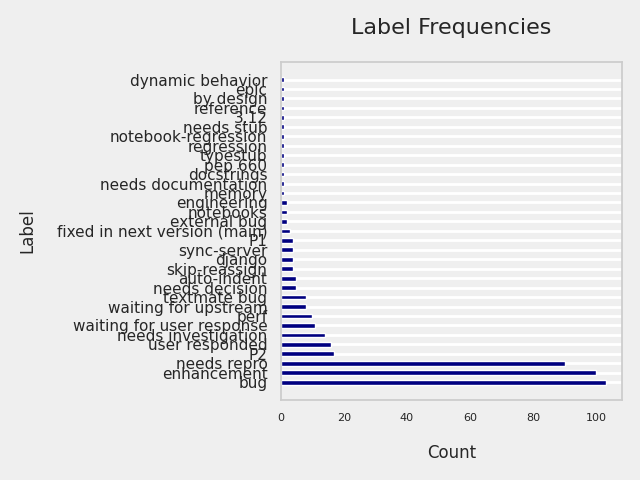 Label Frequencies
dynamic behavior
epic
by design
reference
3.12
needs stub
notebook-regression
regression
typestub
pep 660
docstrings
needs documentation
memory
engineering
notebooks
external bug
fixed in next version (main)
P1
sync-server
django
skip-reassign
auto-indent
needs decision
textmate bug
waiting for upstream
perf
waiting for user response
needs investigation
user responded
P2
needs repro
enhancement
bug
Label
0 20 40 60 80 100
Count